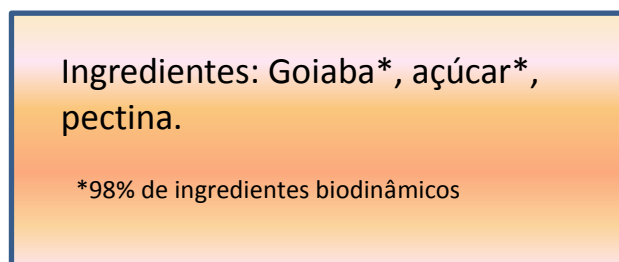 Ingredientes: Goiaba*, açúcar*,
pectina.
*98% de ingredientes biodinâmicos